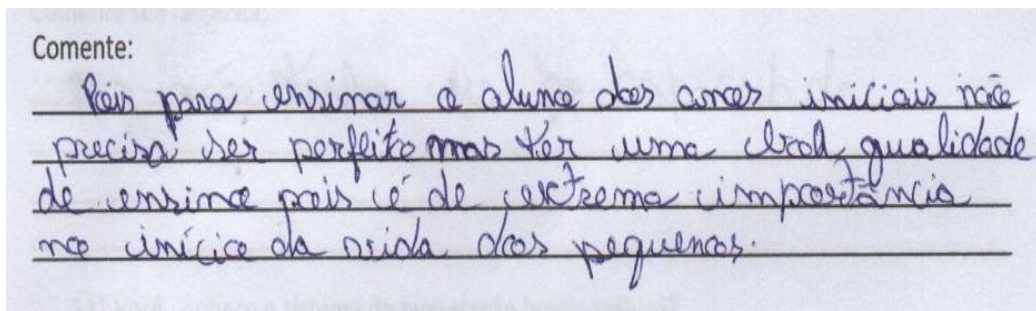 Comente:
Pois para ensinar o aluno dos anos iniciais não
precisa ser perfeito mas ter uma boa qualidade
de ensino pois é de extrema importância
no início da vida dos pequenos.